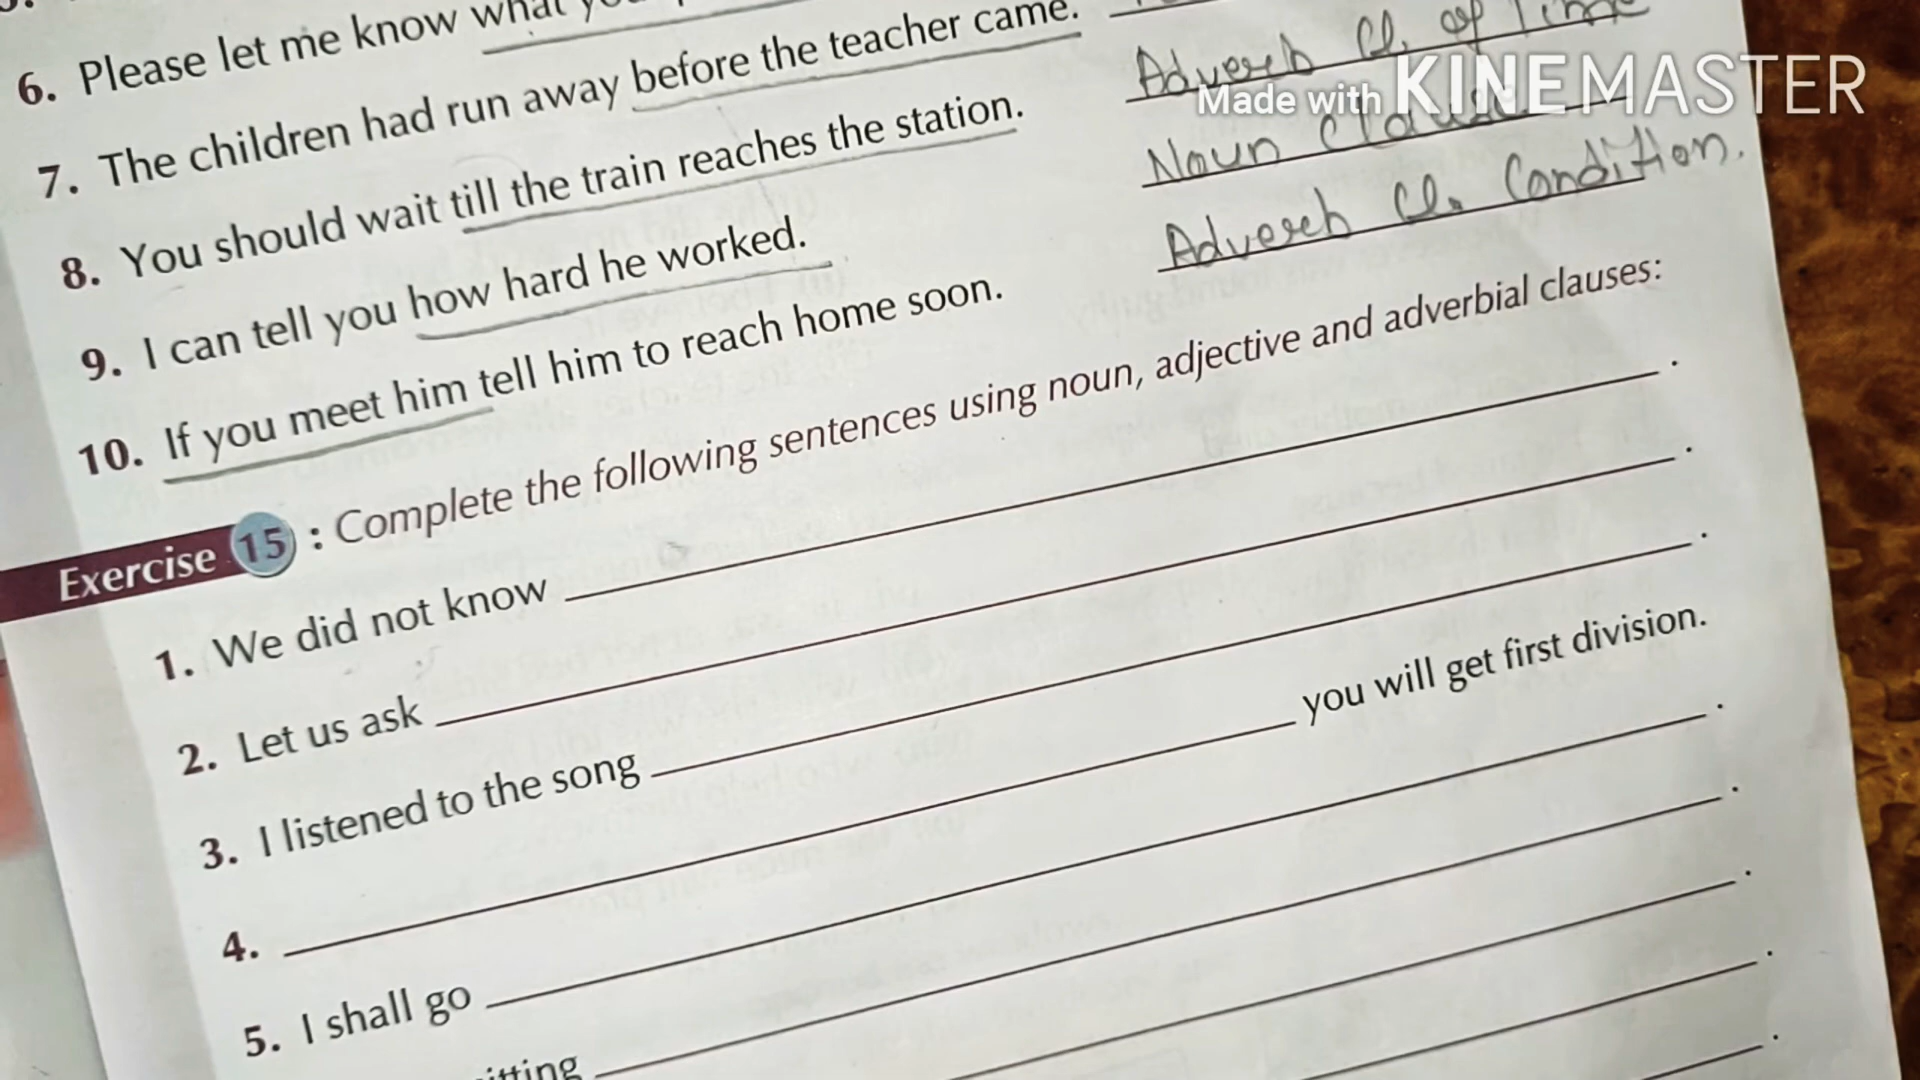 6. Please let me know what
7. The children had run away before the teacher came.
Adverb Cl. of Time
Made with KINEMASTER
8. You should wait till the train reaches the station.
Noun Clause
9. I can tell you how hard he worked.
Adverb Cl. Condition.
10. If you meet him tell him to reach home soon.
Exercise 15 : Complete the following sentences using noun, adjective and adverbial clauses:
1. We did not know .
2. Let us ask .
3. I listened to the song .
4. you will get first division.
5. I shall go .